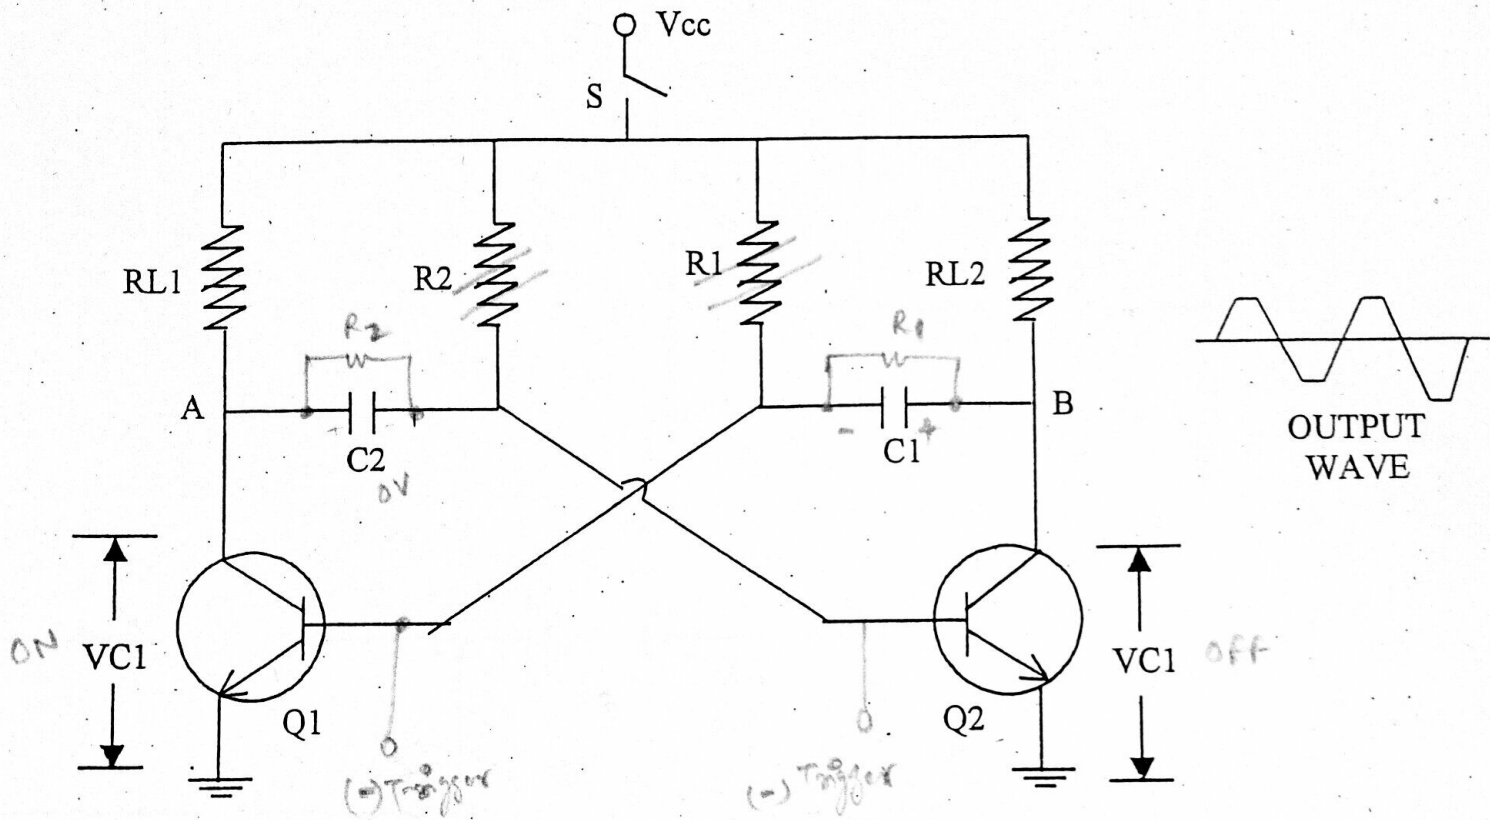 Vcc
S
RL1
R2
R1
RL2
R2
R1
A
C2
0V
- C1 +
B
OUTPUT
WAVE
ON
VC1
Q1
VC1
OFF
Q2
(-) Trigger
(-) Trigger